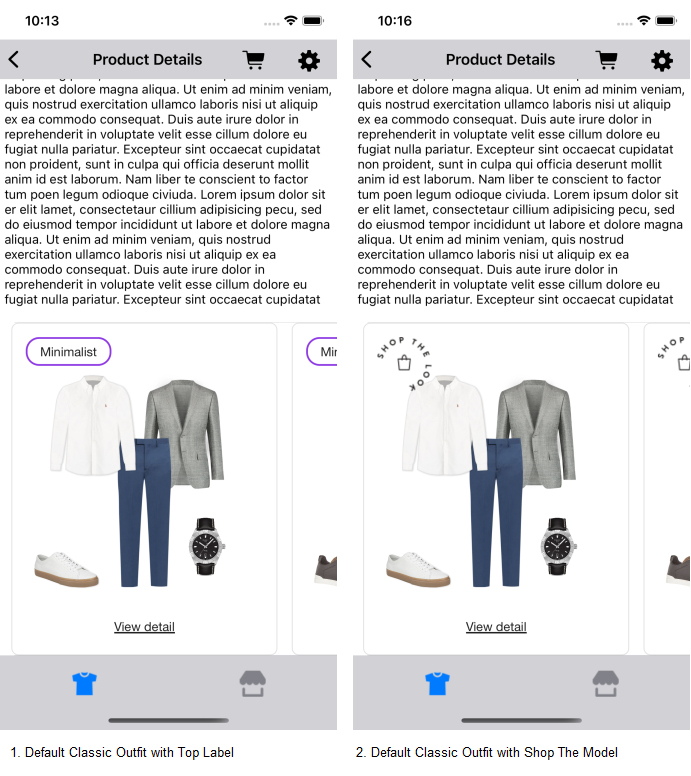 10:13
Product Details
labore et dolore magna aliqua. Ut enim ad minim veniam,
quis nostrud exercitation ullamco laboris nisi ut aliquip
ex ea commodo consequat. Duis aute irure dolor in
reprehenderit in voluptate velit esse cillum dolore eu
fugiat nulla pariatur. Excepteur sint occaecat cupidatat
non proident, sunt in culpa qui officia deserunt mollit
anim id est laborum. Nam liber te conscient to factor
tum poen legum odioque civiuda. Lorem ipsum dolor sit
er elit lamet, consectetaur cillium adipisicing pecu, sed
do eiusmod tempor incididunt ut labore et dolore magna
aliqua. Ut enim ad minim veniam, quis nostrud
exercitation ullamco laboris nisi ut aliquip ex ea
commodo consequat. Duis aute irure dolor in
reprehenderit in voluptate velit esse cillum dolore eu
fugiat nulla pariatur. Excepteur sint occaecat cupidatat
Minimalist
Mir
View detail
1. Default Classic Outfit with Top Label
10:16
Product Details
labore et dolore magna aliqua. Ut enim ad minim veniam,
quis nostrud exercitation ullamco laboris nisi ut aliquip
ex ea commodo consequat. Duis aute irure dolor in
reprehenderit in voluptate velit esse cillum dolore eu
fugiat nulla pariatur. Excepteur sint occaecat cupidatat
non proident, sunt in culpa qui officia deserunt mollit
anim id est laborum. Nam liber te conscient to factor
tum poen legum odioque civiuda. Lorem ipsum dolor sit
er elit lamet, consectetaur cillium adipisicing pecu, sed
do eiusmod tempor incididunt ut labore et dolore magna
aliqua. Ut enim ad minim veniam, quis nostrud
exercitation ullamco laboris nisi ut aliquip ex ea
commodo consequat. Duis aute irure dolor in
reprehenderit in voluptate velit esse cillum dolore eu
fugiat nulla pariatur. Excepteur sint occaecat cupidatat
SHOP THE LOOK
SHOP
View detail
2. Default Classic Outfit with Shop The Model